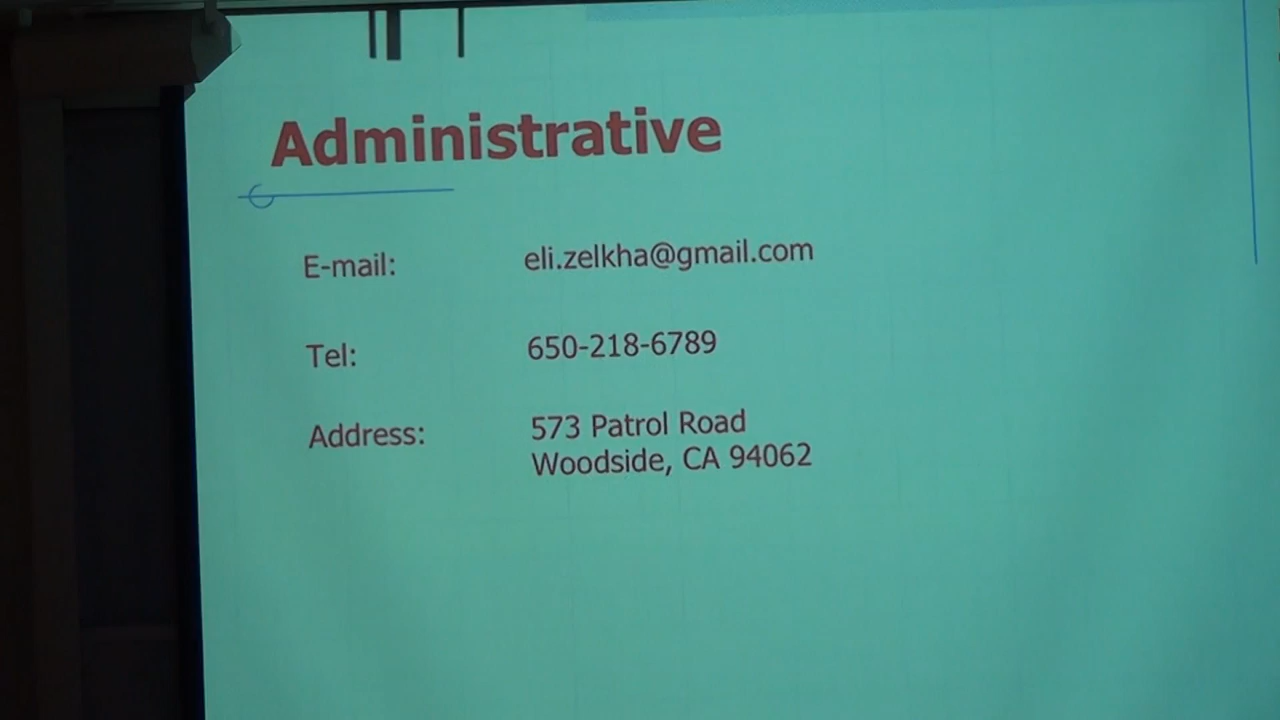 Administrative
E-mail: eli.zelkha@gmail.com
Tel: 650-218-6789
Address: 573 Patrol Road
Woodside, CA 94062